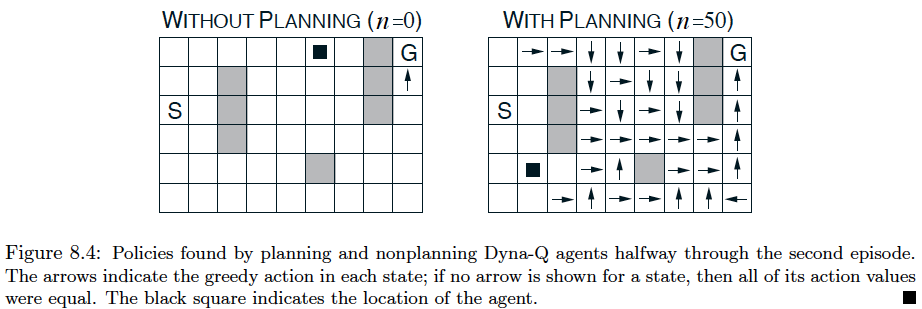 WITHOUT PLANNING (n=0) WITH PLANNING (n=50)
G G
S S
Figure 8.4: Policies found by planning and nonplanning Dyna-Q agents halfway through the second episode.
The arrows indicate the greedy action in each state; if no arrow is shown for a state, then all of its action values
were equal. The black square indicates the location of the agent.